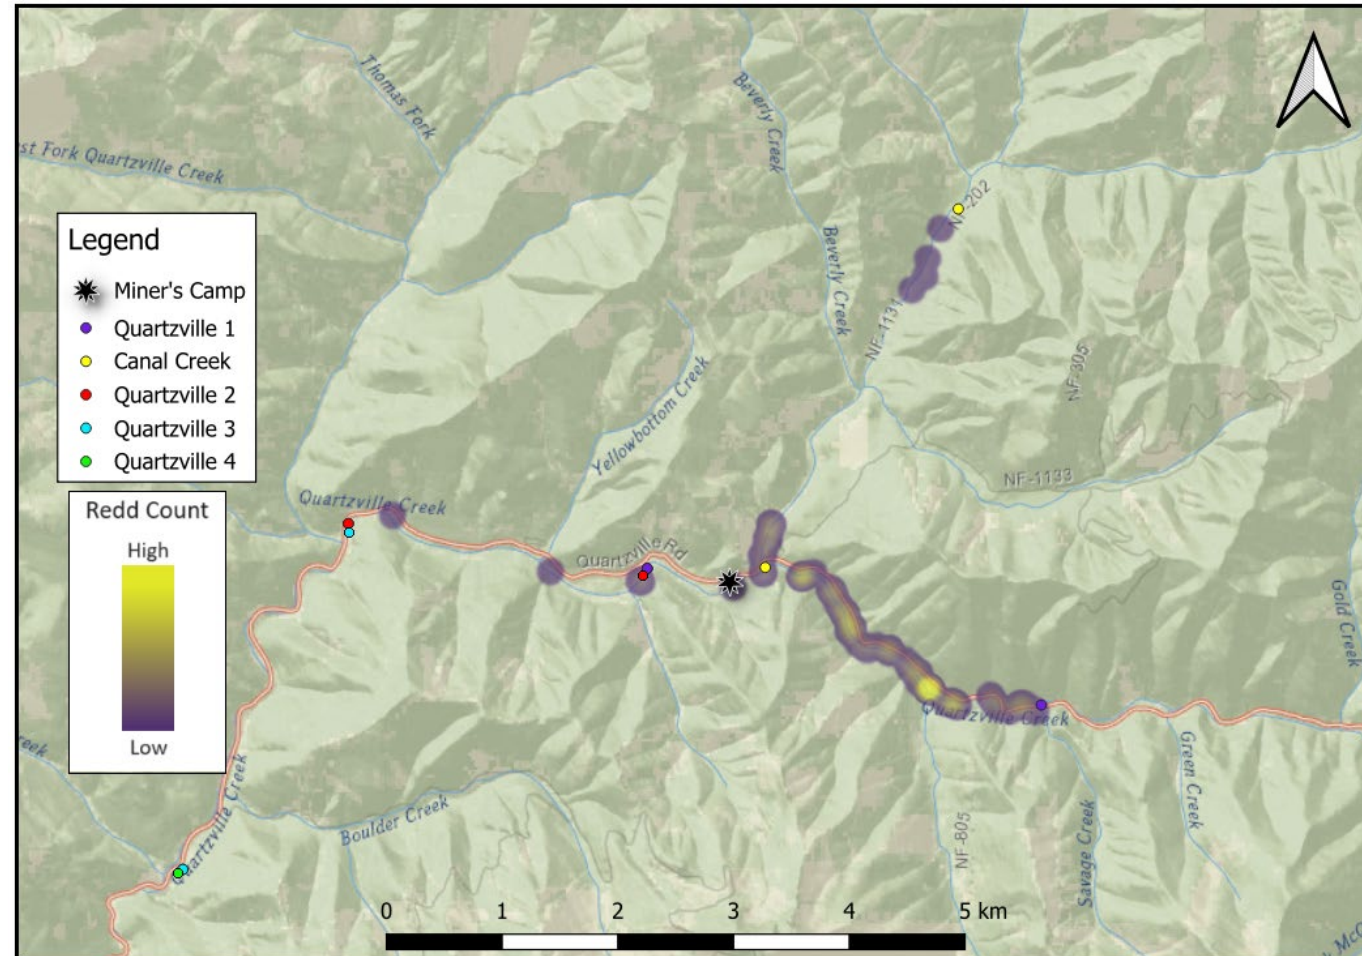 Thomas Fork
Beverly Creek
st Fork Quartzville Creek
NF-202
Legend
Miner's Camp
Quartzville 1
Canal Creek
Quartzville 2
Quartzville 3
Quartzville 4
Beverly Creek
NF-1131
NF-305
Yellowbottom Creek
NF-1133
Quartzville Creek
Redd Count
High
Low
Quartzville Rd
Gold Creek
Quartzville Creek
reek
Quartzville Creek
Green Creek
Boulder Creek
NF-805
Savage Creek
0 1 2 3 4 5 km